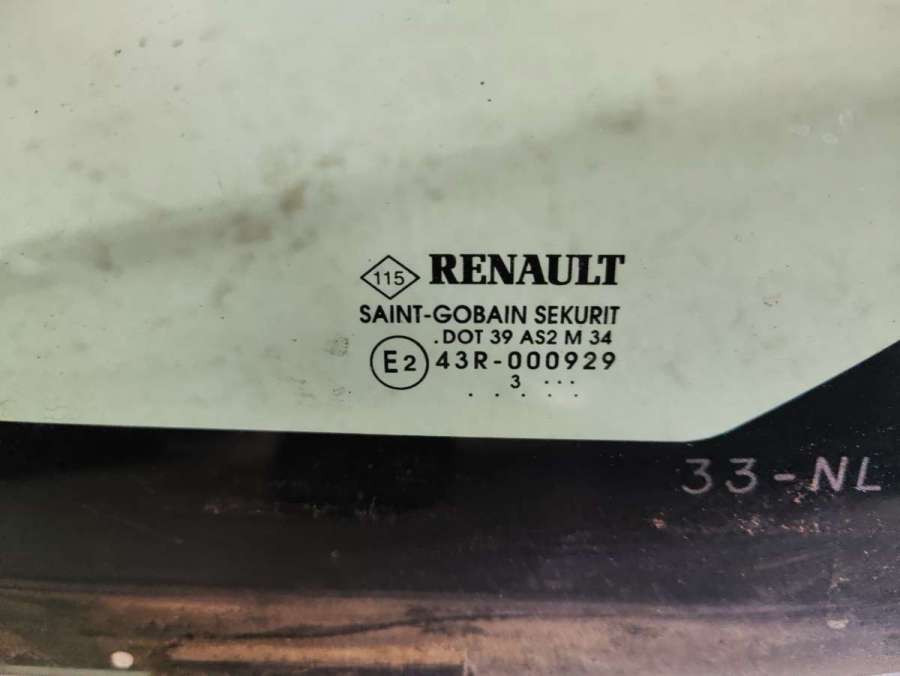 115 RENAULT
SAINT-GOBAIN SEKURIT
.DOT 39 AS2 M 34
E2 43R-000929
3 ...
. . . . .
33-NL